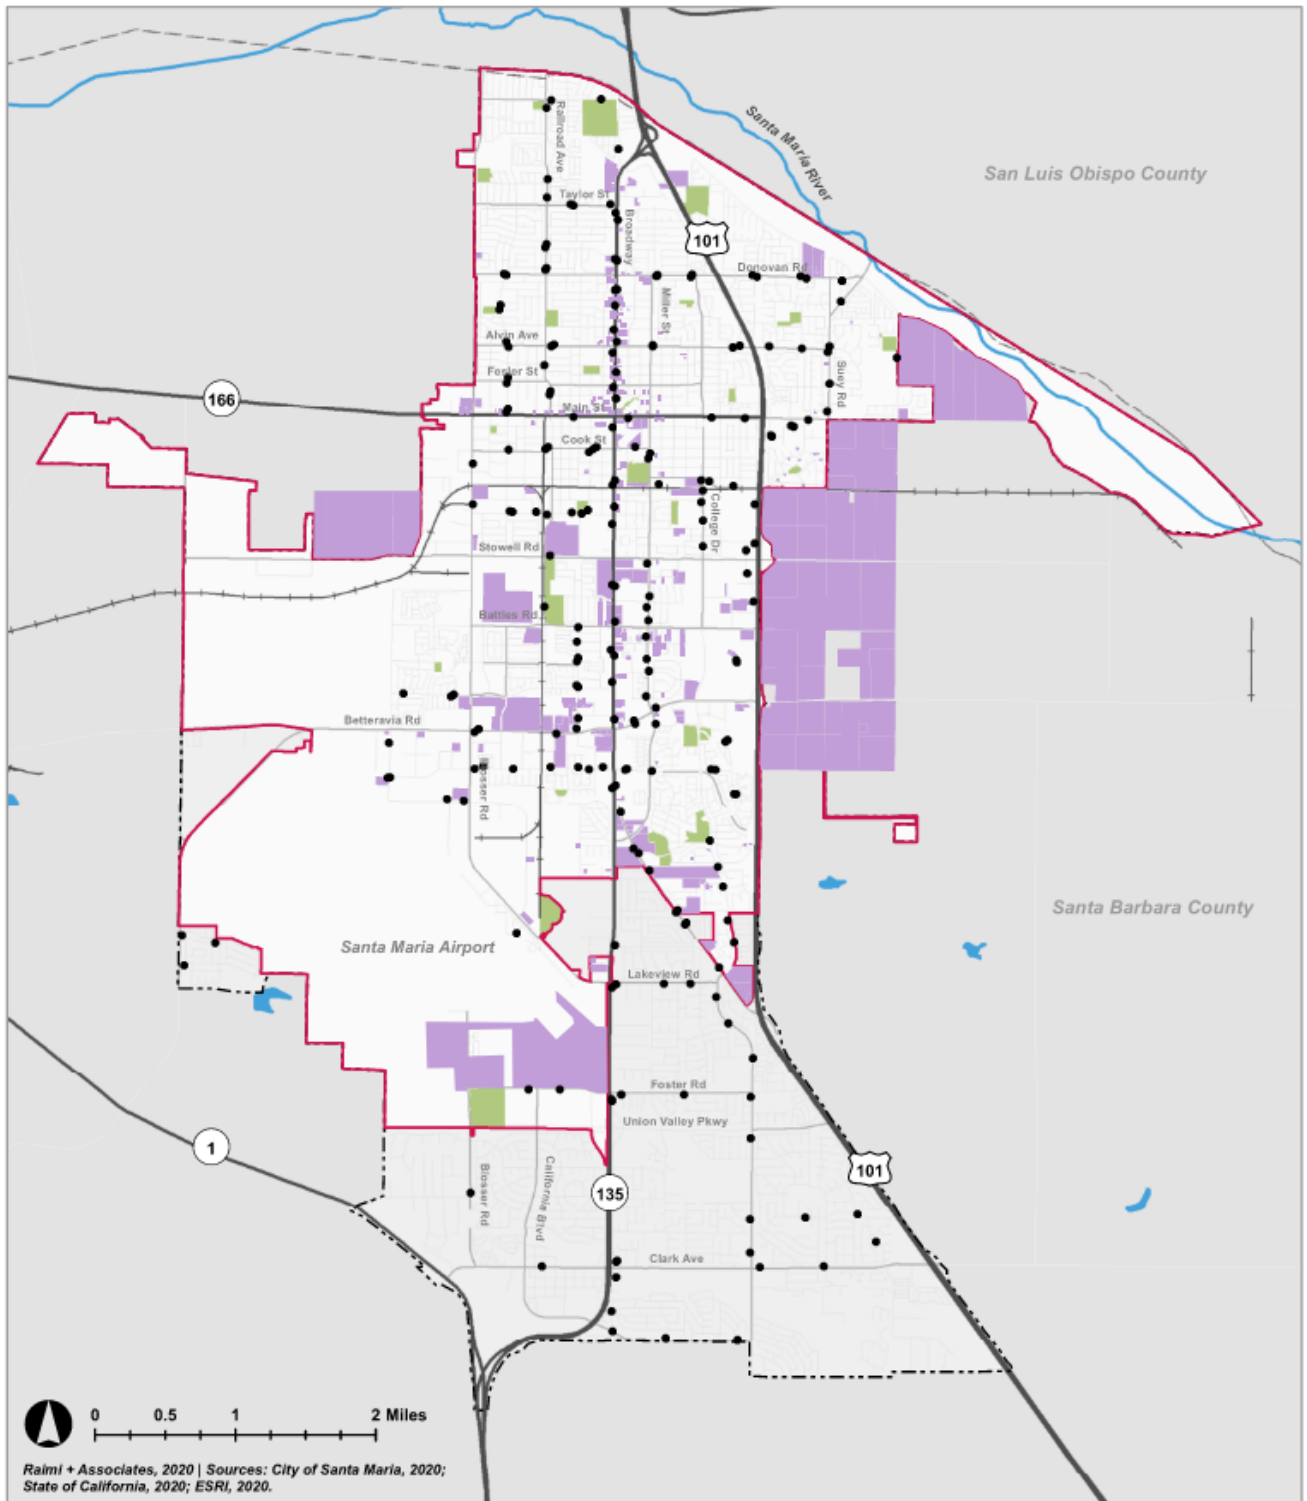 Railroad Ave
Santa Maria River
San Luis Obispo County
Taylor St
Broadway
101
Donovan Rd
Miller St
Alvin Ave
Suey Rd
Fesler St
166
Main St
Cook St
College Dr
Stowell Rd
Battles Rd
Betteravia Rd
Blosser Rd
Santa Barbara County
Santa Maria Airport
Lakeview Rd
Foster Rd
Union Valley Pkwy
1
101
Blosser Rd
California Blvd
135
Clark Ave
0 0.5 1 2 Miles
Raimi + Associates, 2020 | Sources: City of Santa Maria, 2020;
State of California, 2020; ESRI, 2020.